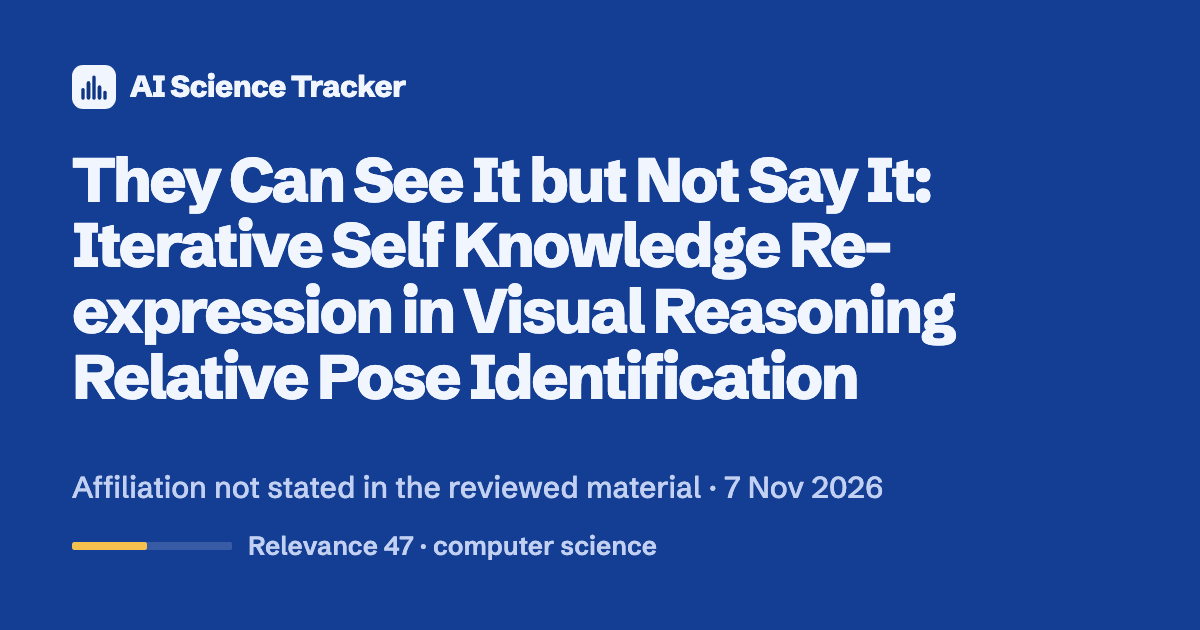 AI Science Tracker
They Can See It but Not Say It:
Iterative Self Knowledge Re-
expression in Visual Reasoning
Relative Pose Identification
Affiliation not stated in the reviewed material · 7 Nov 2026
Relevance 47 · computer science